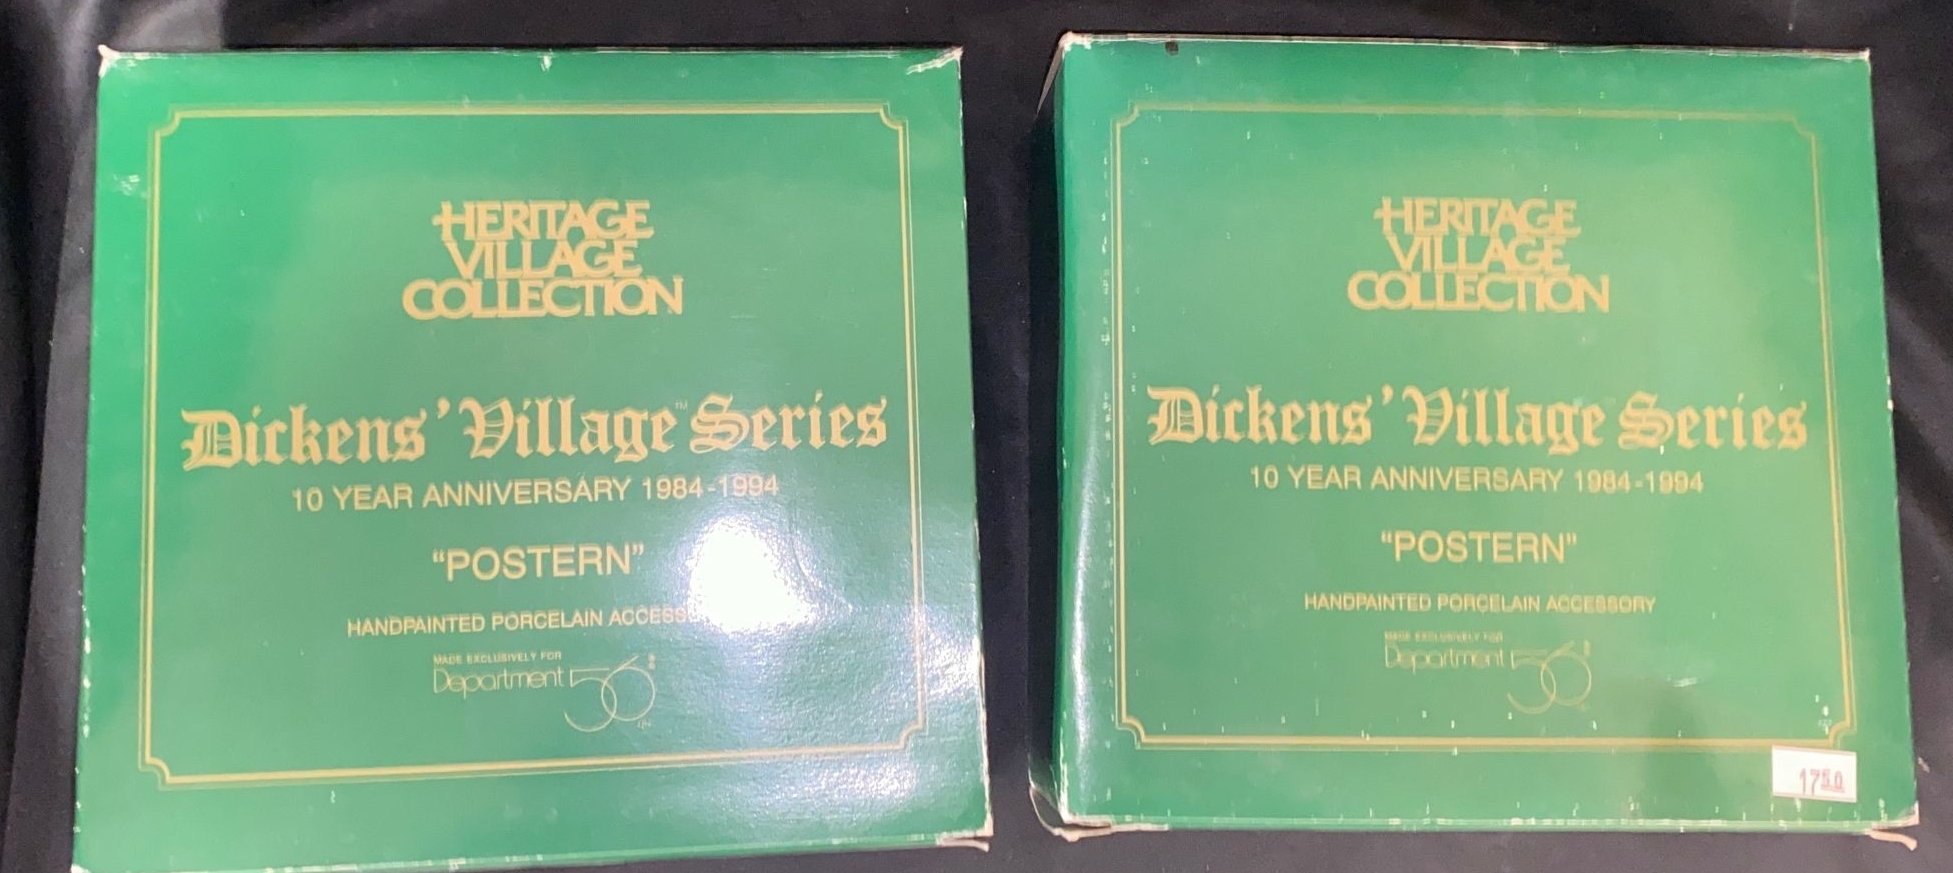 HERITAGE
VILLAGE
COLLECTION
Dickens' Village™ Series
10 YEAR ANNIVERSARY 1984-1994
"POSTERN"
HANDPAINTED PORCELAIN
MADE EXCLUSIVELY FOR
Department 56
HERITAGE
VILLAGE
COLLECTION
Dickens' Village Series
10 YEAR ANNIVERSARY 1984-1994
"POSTERN"
HANDPAINTED PORCELAIN ACCESSORY
MADE EXCLUSIVELY FOR
Department 56
1750